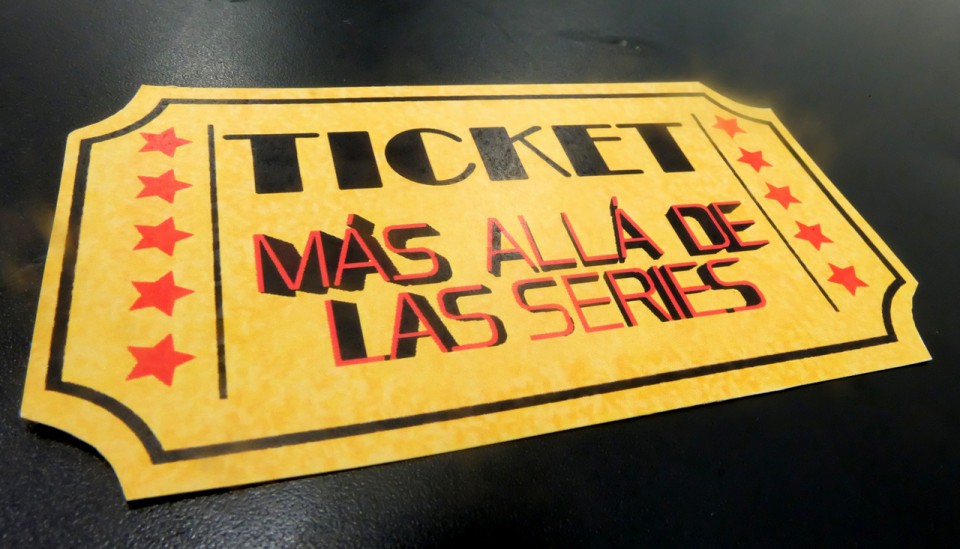 TICKET
MÁS ALLÁ DE
LAS SERIES